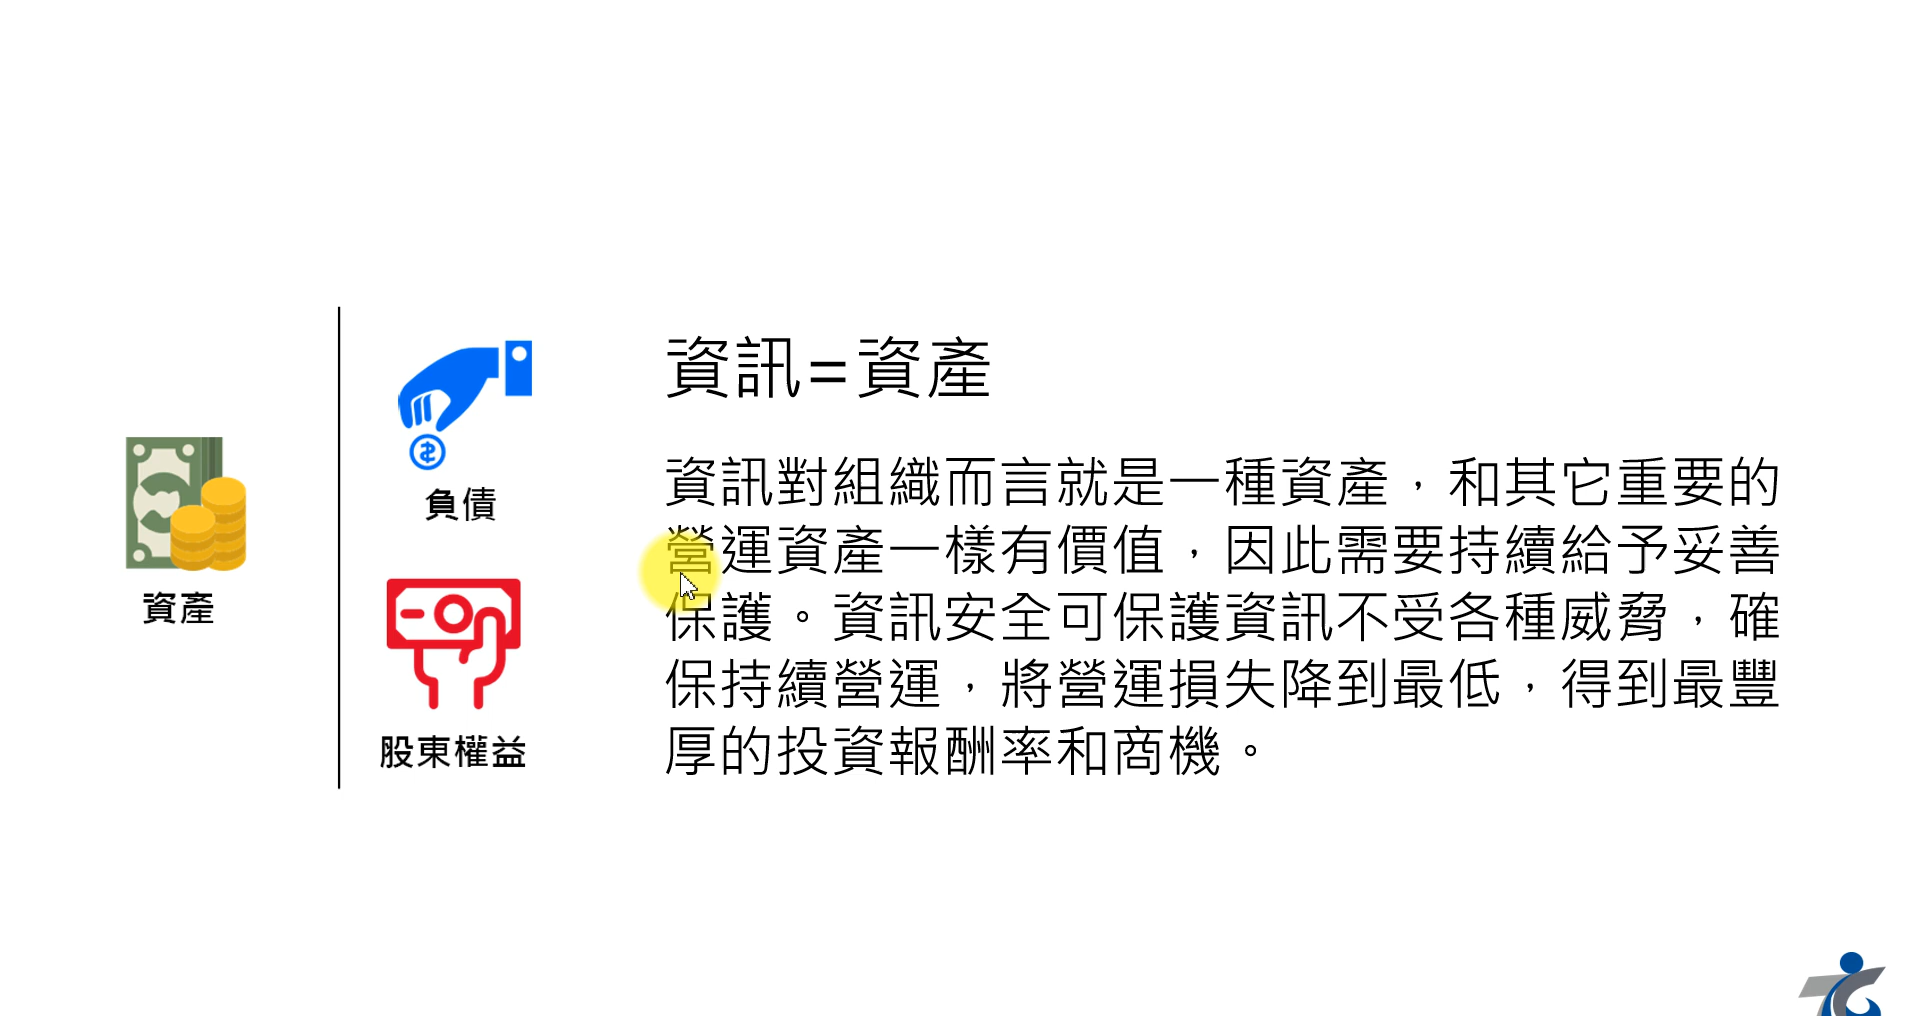 資產
負債
股東權益
資訊=資產
資訊對組織而言就是一種資產，和其它重要的
營運資產一樣有價值，因此需要持續給予妥善
保護。資訊安全可保護資訊不受各種威脅，確
保持續營運，將營運損失降到最低，得到最豐
厚的投資報酬率和商機。